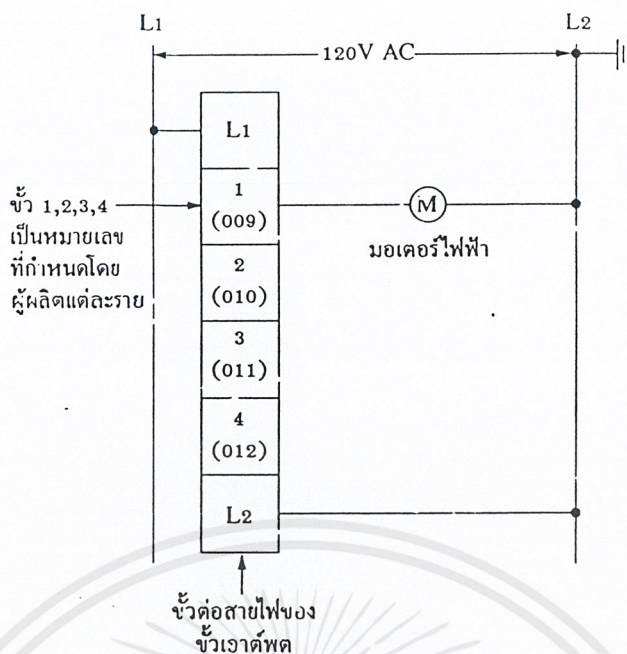 L1
L2
120V AC
L1
1
(009)
M
มอเตอร์ไฟฟ้า
ขั้ว 1,2,3,4
เป็นหมายเลข
ที่กำหนดโดย
ผู้ผลิตแต่ละราย
2
(010)
3
(011)
4
(012)
L2
ขั้วต่อสายไฟของ
ขั้วเอาต์พุต